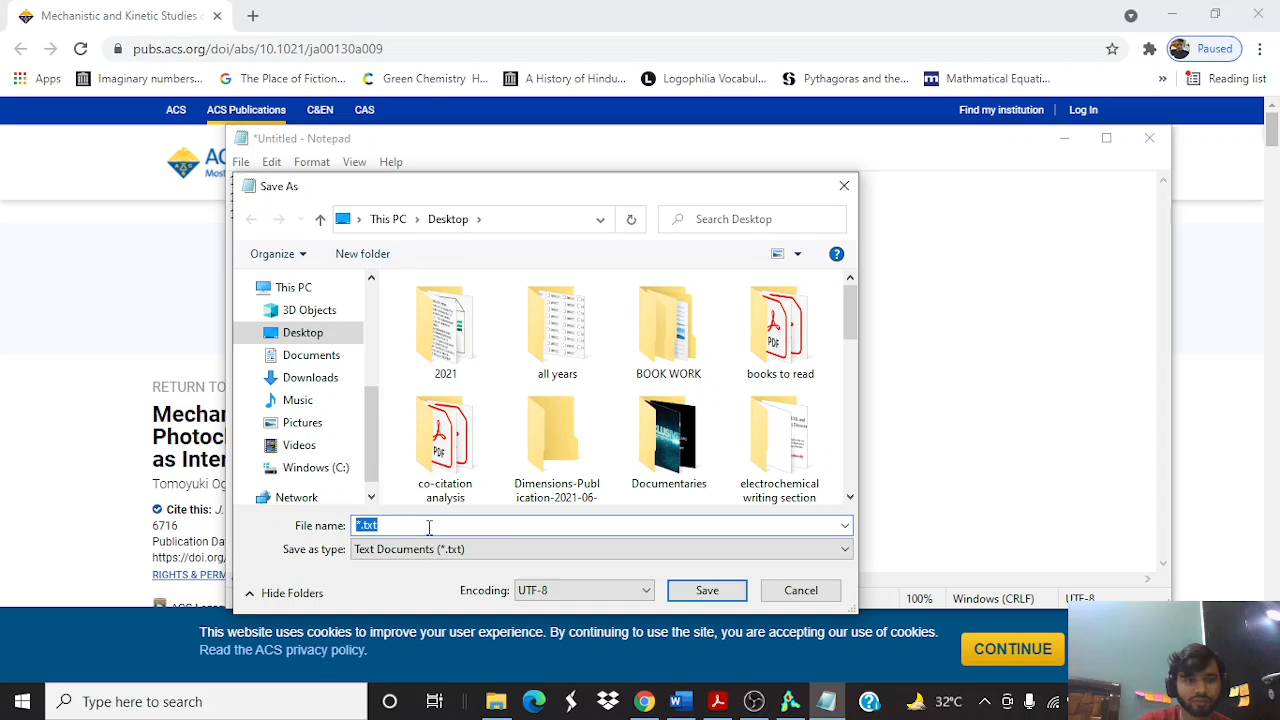 Mechanistic and Kinetic Studies
pubs.acs.org/doi/abs/10.1021/ja00130a009
Paused
Apps
Imaginary numbers...
The Place of Fiction...
Green Chemistry H...
A History of Hindu...
Logophilia Vocabul...
Pythagoras and the...
Mathmatical Equati...
»
Reading list
ACS
ACS Publications
C&EN
CAS
Find my institution
Log In
*Untitled - Notepad
File
Edit
Format
View
Help
AC
Most
Save As
This PC
Desktop
Search Desktop
Organize
New folder
This PC
3D Objects
Desktop
Documents
Downloads
Music
Pictures
Videos
Windows (C:)
Network
2021
all years
BOOK WORK
books to read
co-citation
analysis
Dimensions-Publ
ication-2021-06-
Documentaries
electrochemical
writing section
File name:
*.txt
Save as type:
Text Documents (*.txt)
Hide Folders
Encoding:
UTF-8
Save
Cancel
RETURN TO
Mechan
Photoch
as Inter
Tomoyuki Og
Cite this: J.
6716
Publication Da
https://doi.org
RIGHTS & PERM
100%
Windows (CRLF)
UTF-8
This website uses cookies to improve your user experience. By continuing to use the site, you are accepting our use of cookies.
Read the ACS privacy policy.
CONTINUE
Type here to search
32°C